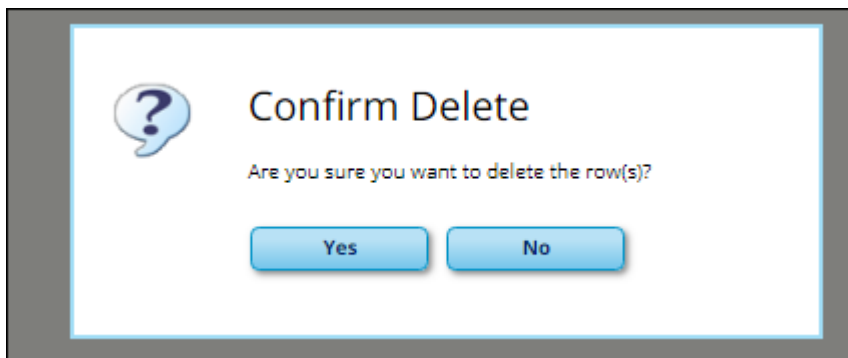 Confirm Delete
Are you sure you want to delete the row(s)?
Yes No